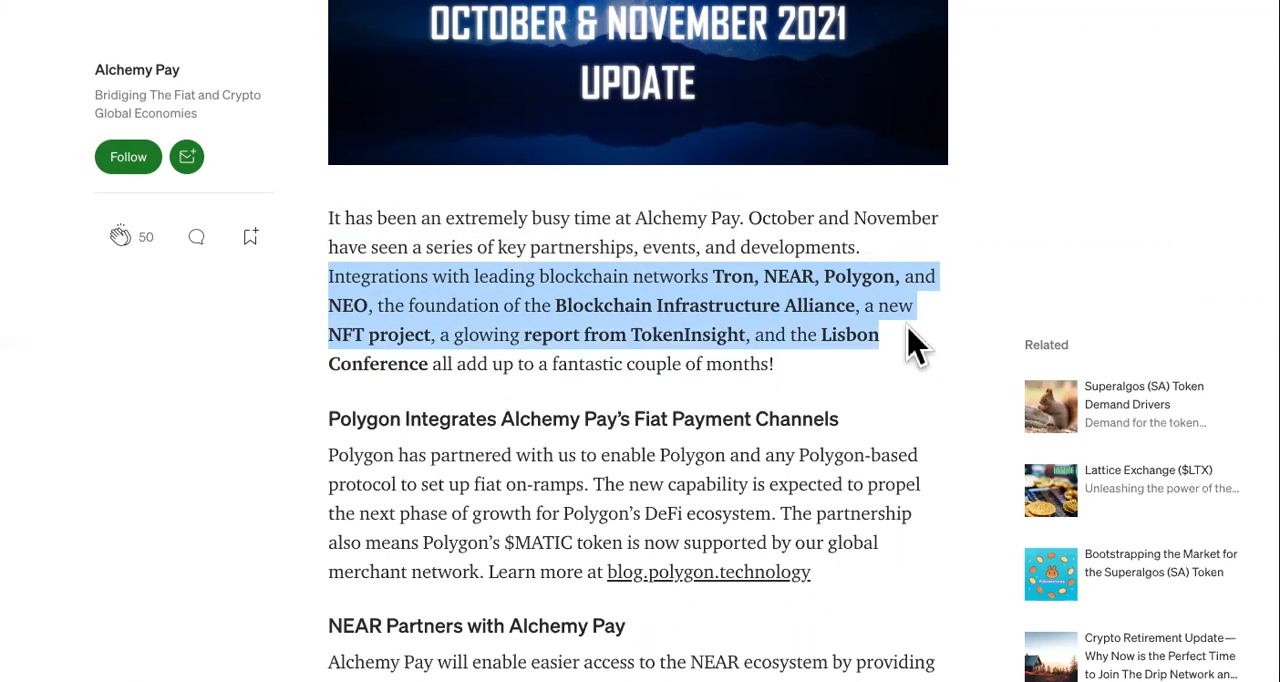 OCTOBER & NOVEMBER 2021
UPDATE
Alchemy Pay
Bridiging The Fiat and Crypto
Global Economies
Follow
50
It has been an extremely busy time at Alchemy Pay. October and November
have seen a series of key partnerships, events, and developments.
Integrations with leading blockchain networks Tron, NEAR, Polygon, and
NEO, the foundation of the Blockchain Infrastructure Alliance, a new
NFT project, a glowing report from TokenInsight, and the Lisbon
Conference all add up to a fantastic couple of months!
Polygon Integrates Alchemy Pay’s Fiat Payment Channels
Polygon has partnered with us to enable Polygon and any Polygon-based
protocol to set up fiat on-ramps. The new capability is expected to propel
the next phase of growth for Polygon’s DeFi ecosystem. The partnership
also means Polygon’s $MATIC token is now supported by our global
merchant network. Learn more at blog.polygon.technology
NEAR Partners with Alchemy Pay
Alchemy Pay will enable easier access to the NEAR ecosystem by providing
Related
Superalgos (SA) Token
Demand Drivers
Demand for the token...
Lattice Exchange ($LTX)
Unleashing the power of the...
Bootstrapping the Market for
the Superalgos (SA) Token
Crypto Retirement Update—
Why Now is the Perfect Time
to Join The Drip Network an...